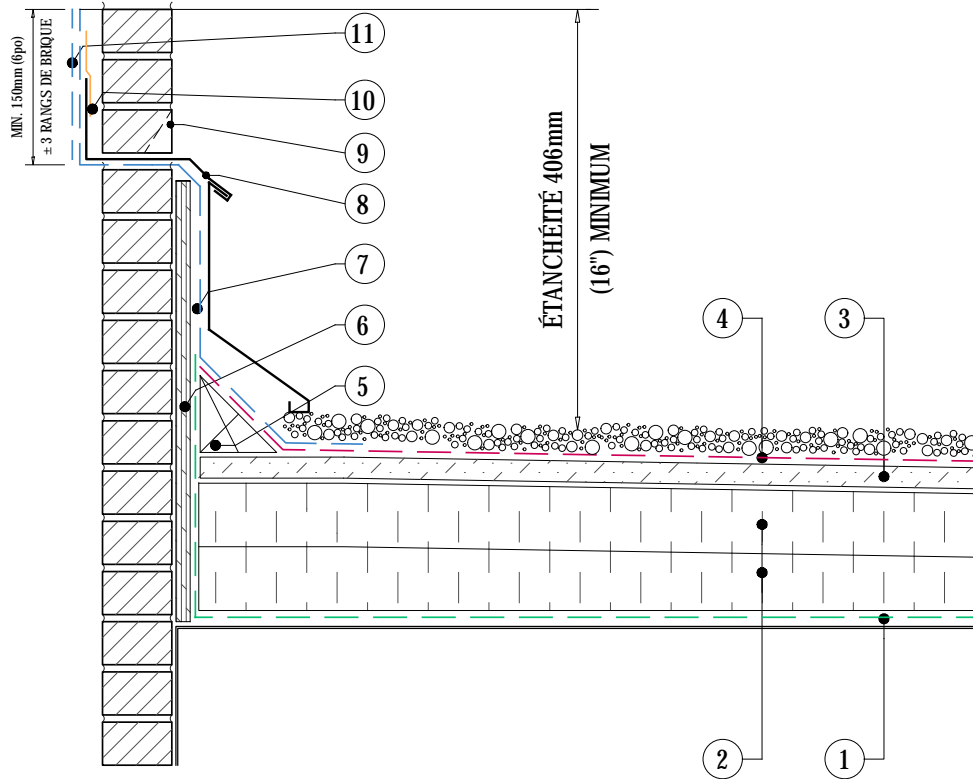 MIN. 150mm (6po)
± 3 RANGS DE BRIQUE
11
10
9
8
7
6
5
ÉTANCHÉITÉ 406mm
(16") MINIMUM
4
3
2
1